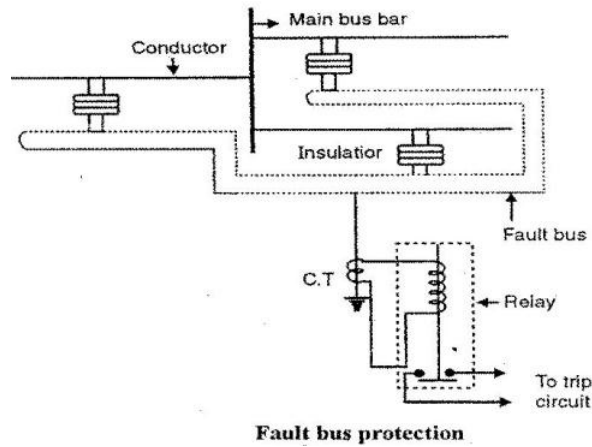 Main bus bar
Conductor
Insulatior
Fault bus
C.T
Relay
To trip
circuit
Fault bus protection